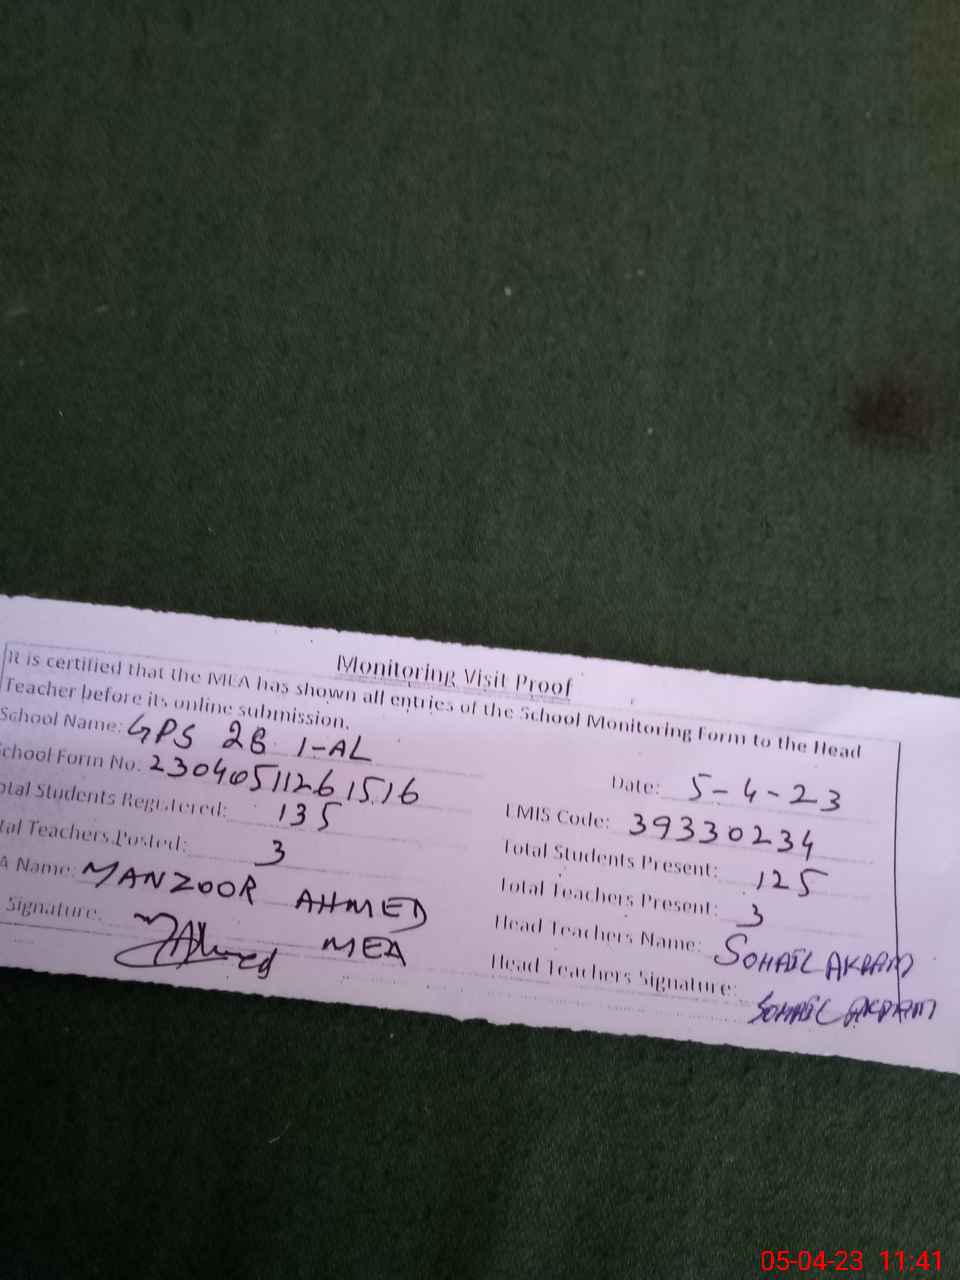 Monitoring Visit Proof
It is certified that the MEA has shown all entries of the School Monitoring Form to the Head
Teacher before its online submission.
School Name: GPS 2B 1-AL
Date: 5-4-23
chool Form No. 23040511261516
EMIS Code: 39330234
otal Students Registered: 135
Total Students Present: 125
tal Teachers Posted: 3
Total Teachers Present: 3
A Name: MANZOOR AHMED
Head Teachers Name: SOHAIL AKRAM
Signature: MAhmed MEA
Head Teachers Signature: SOHAIL AKRAM
05-04-23 11:41